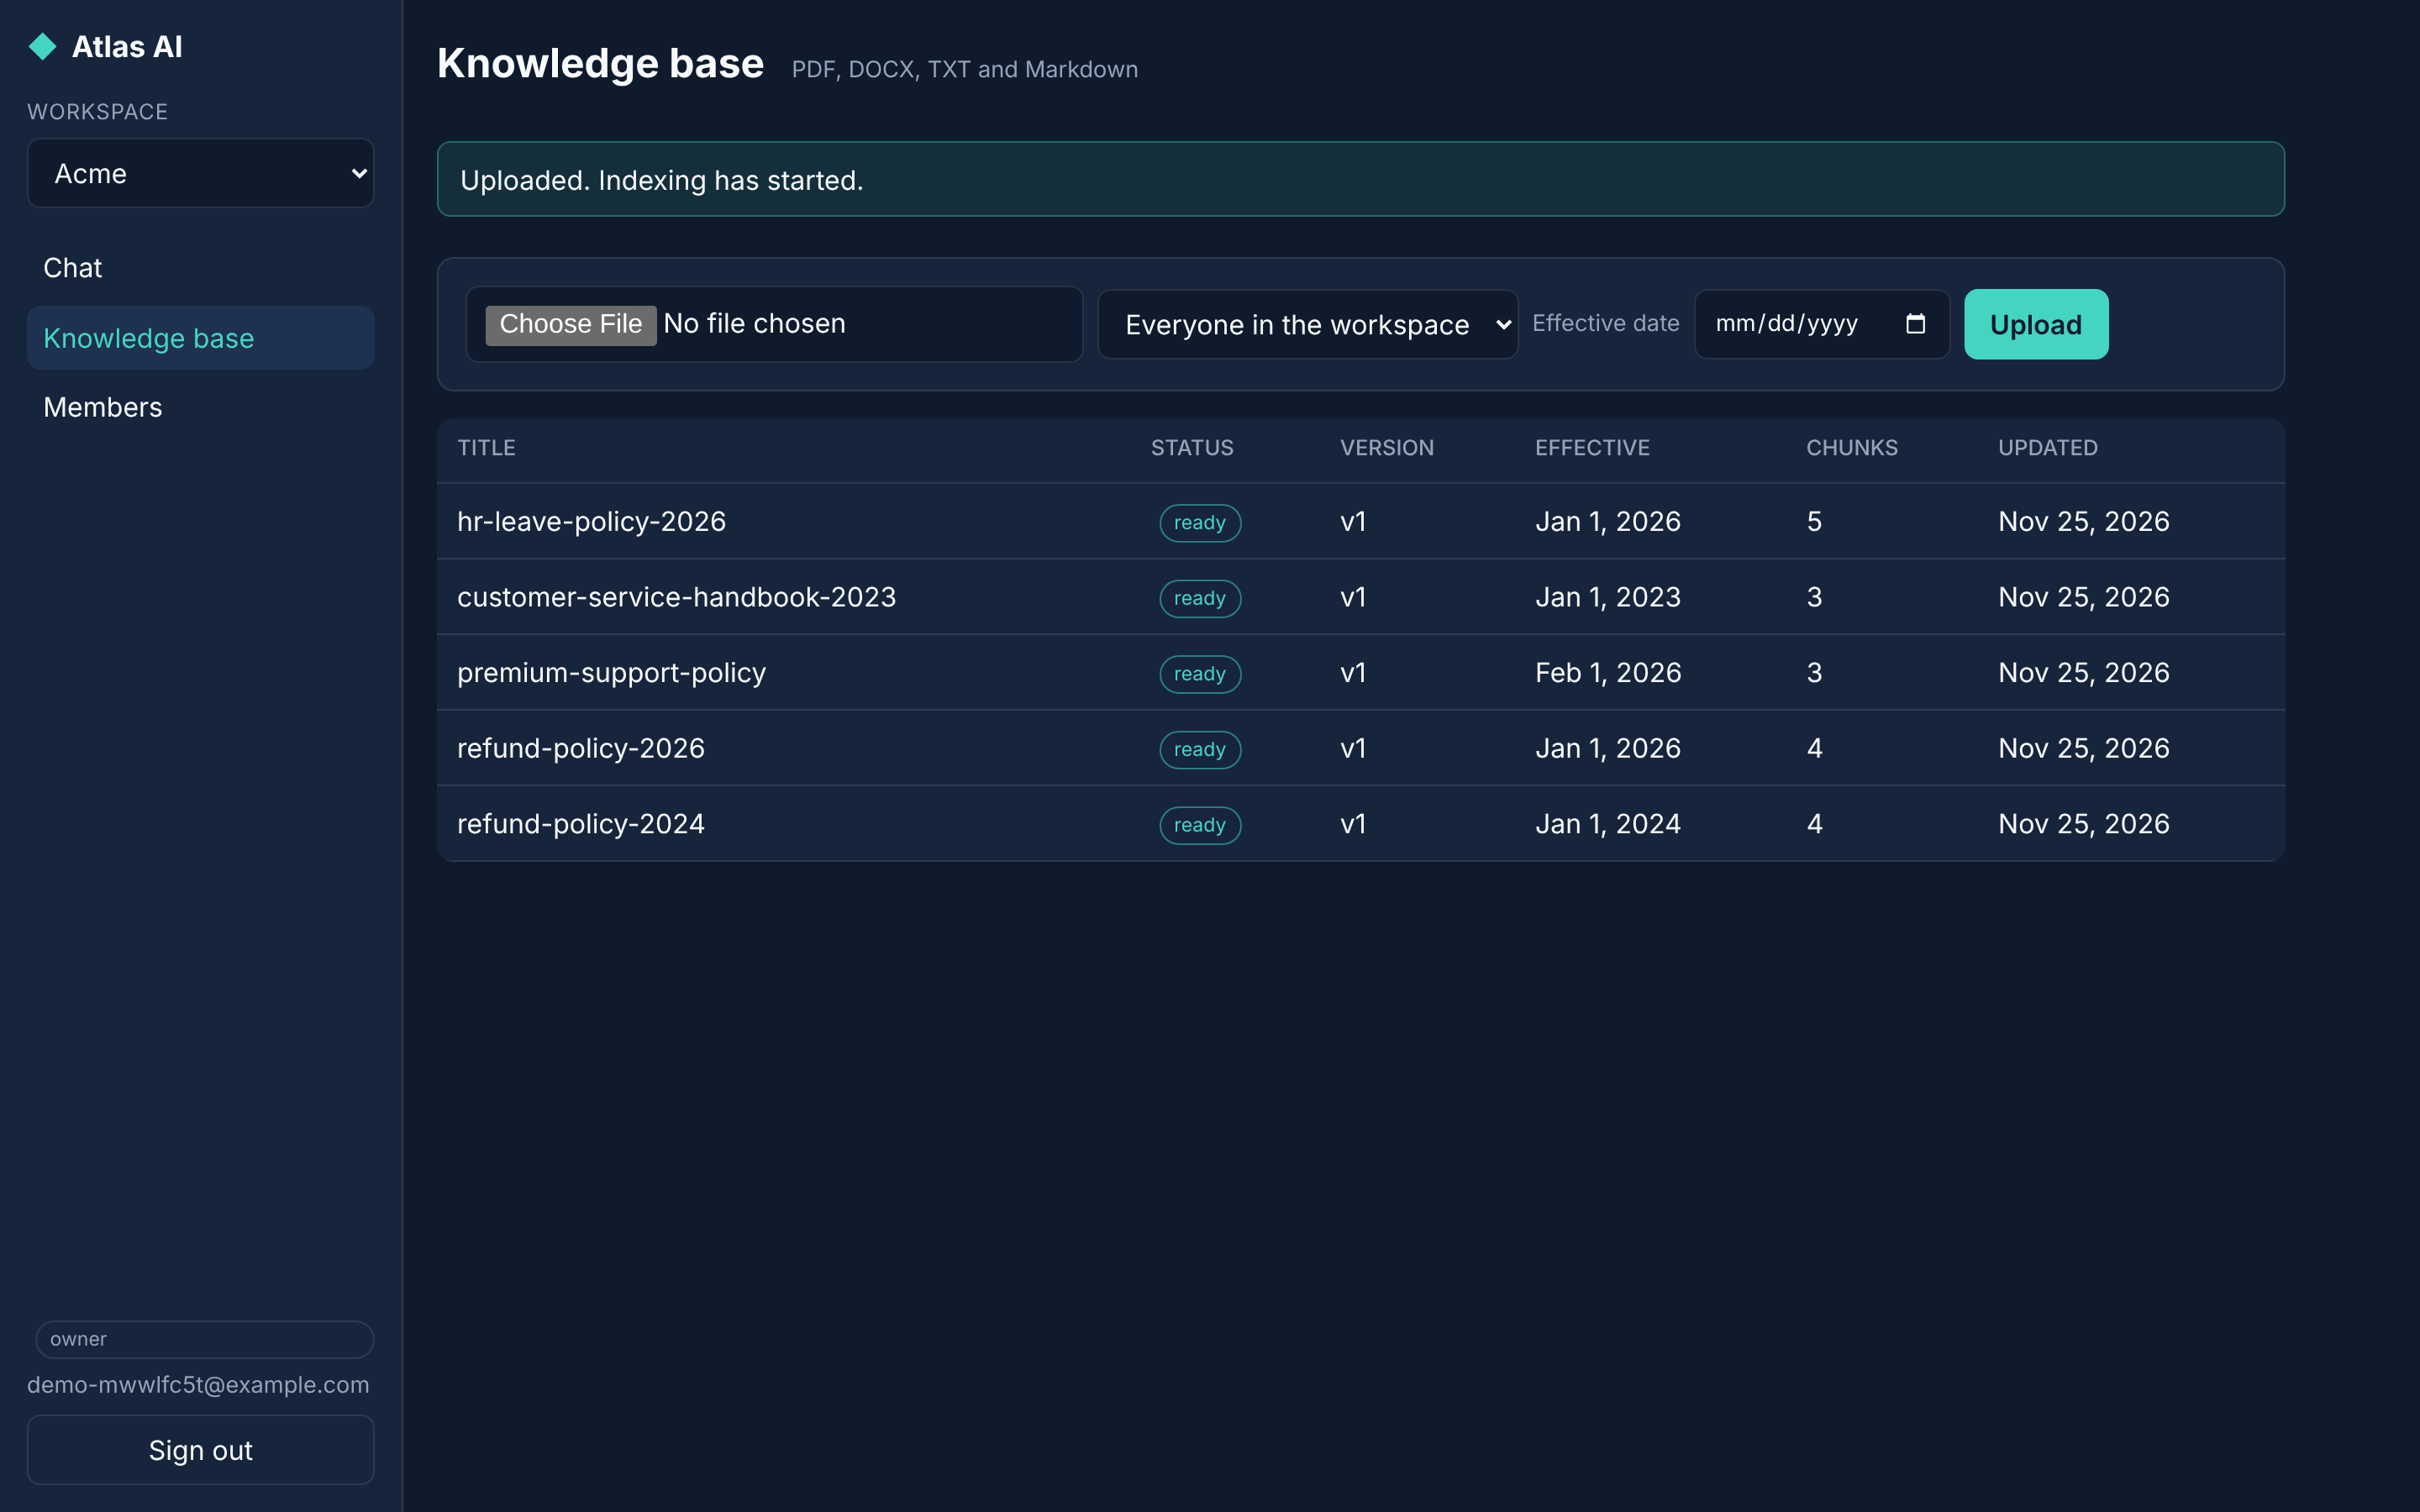 Atlas AI
WORKSPACE
Acme
Chat
Knowledge base
Members
owner
demo-mwwlfc5t@example.com
Sign out
Knowledge base PDF, DOCX, TXT and Markdown
Uploaded. Indexing has started.
Choose File No file chosen Everyone in the workspace Effective date mm/dd/yyyy Upload
TITLE STATUS VERSION EFFECTIVE CHUNKS UPDATED
hr-leave-policy-2026 ready v1 Jan 1, 2026 5 Nov 25, 2026
customer-service-handbook-2023 ready v1 Jan 1, 2023 3 Nov 25, 2026
premium-support-policy ready v1 Feb 1, 2026 3 Nov 25, 2026
refund-policy-2026 ready v1 Jan 1, 2026 4 Nov 25, 2026
refund-policy-2024 ready v1 Jan 1, 2024 4 Nov 25, 2026